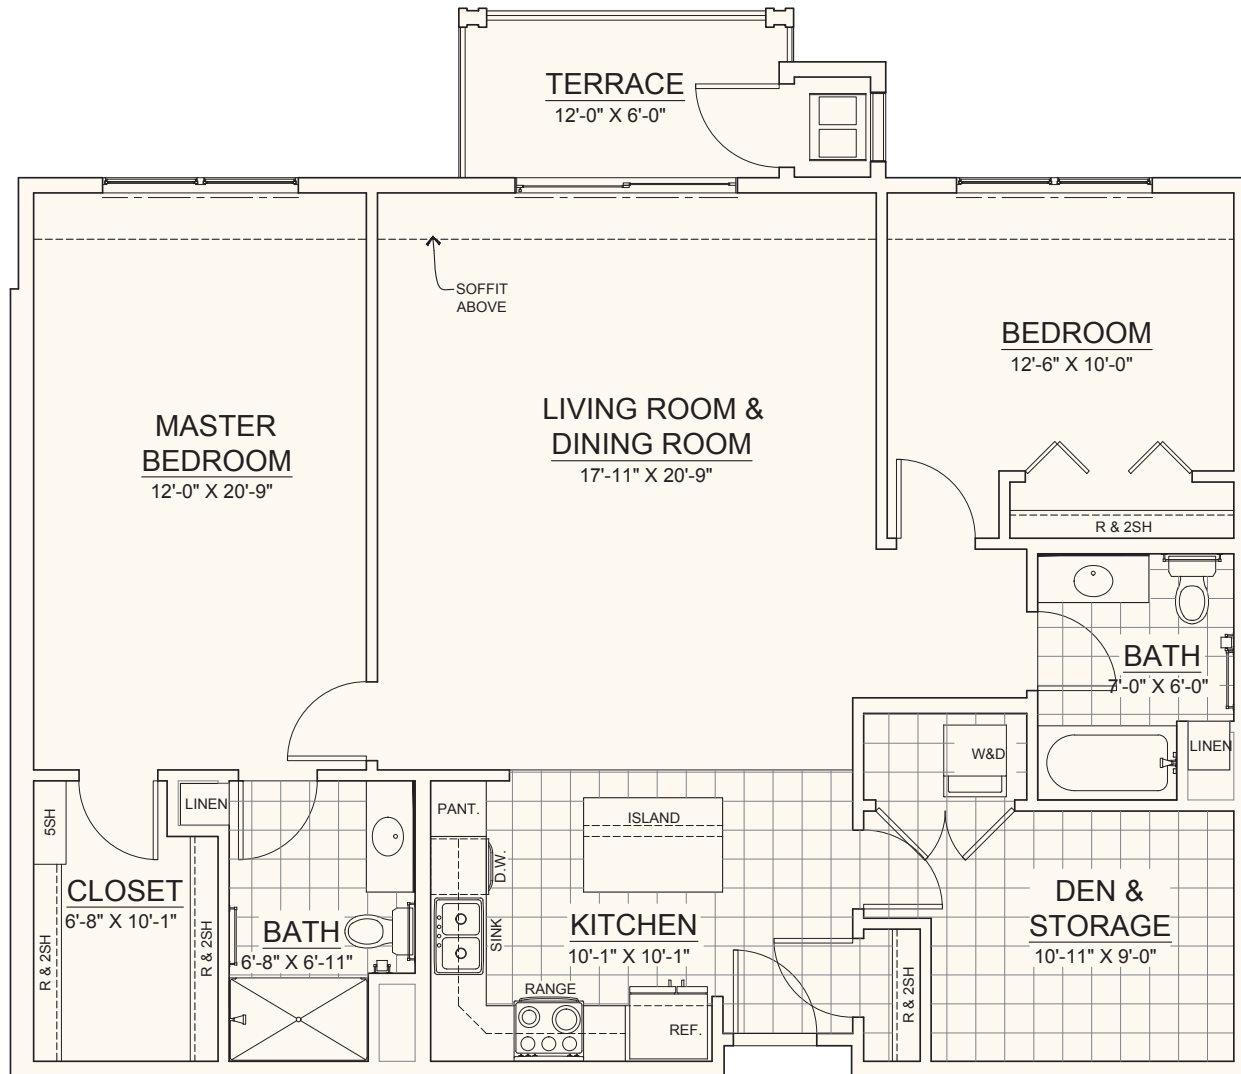 TERRACE
12'-0" X 6'-0"
SOFFIT
ABOVE
BEDROOM
12'-6" X 10'-0"
MASTER
BEDROOM
12'-0" X 20'-9"
LIVING ROOM &
DINING ROOM
17'-11" X 20'-9"
R & 2SH
BATH
7'-0" X 6'-0"
LINEN
W&D
5SH
LINEN
PANT.
ISLAND
D.W.
CLOSET
6'-8" X 10'-1"
R & 2SH
R & 2SH
BATH
6'-8" X 6'-11"
SINK
KITCHEN
10'-1" X 10'-1"
DEN &
STORAGE
10'-11" X 9'-0"
RANGE
REF.
R & 2SH